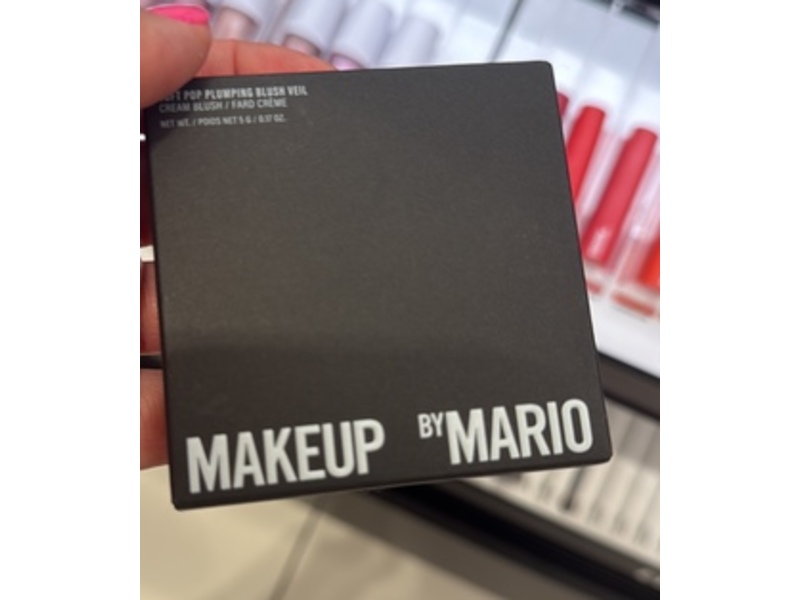 POP PLUMPING BLUSH VEIL
CREAM BLUSH / FARD CRÈME
NET WT. / POIDS NET 5 G / 0.17 OZ.
MAKEUP BY MARIO